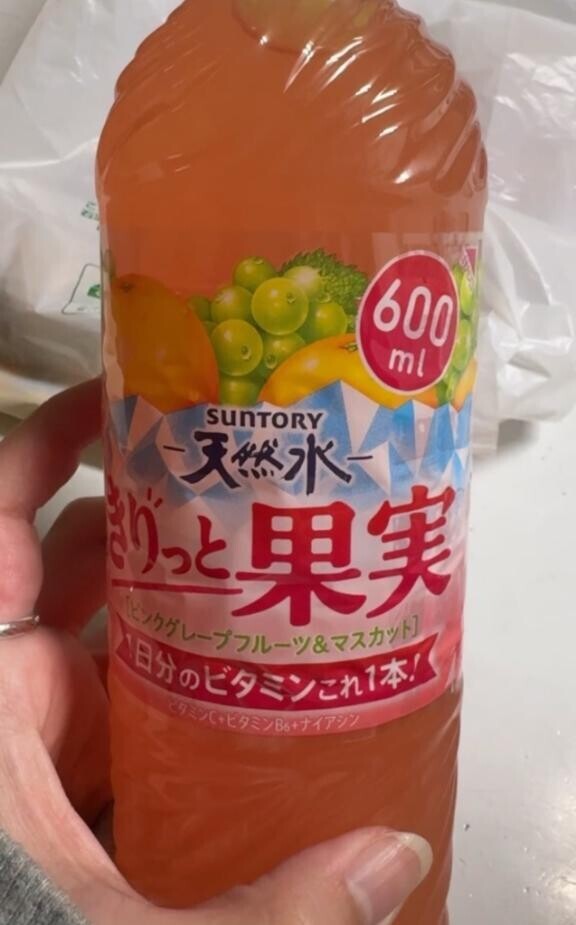 600
ml
SUNTORY
天然水
きりっと果実
[ピンクグレープフルーツ&マスカット]
1日分のビタミンこれ1本!
ビタミンC+ビタミンB6+ナイアシン